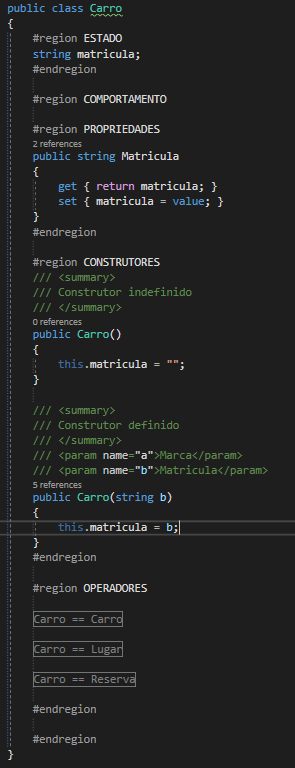 public class Carro
{
#region ESTADO
string matricula;
#endregion
#region COMPORTAMENTO
#region PROPRIEDADES
2 references
public string Matricula
{
get { return matricula; }
set { matricula = value; }
}
#endregion
#region CONSTRUTORES
/// <summary>
/// Construtor indefinido
/// </summary>
0 references
public Carro()
{
this.matricula = "";
}
/// <summary>
/// Construtor definido
/// </summary>
/// <param name="a">Marca</param>
/// <param name="b">Matricula</param>
5 references
public Carro(string b)
{
this.matricula = b;
}
#endregion
#region OPERADORES
Carro == Carro
Carro == Lugar
Carro == Reserva
#endregion
#endregion
}